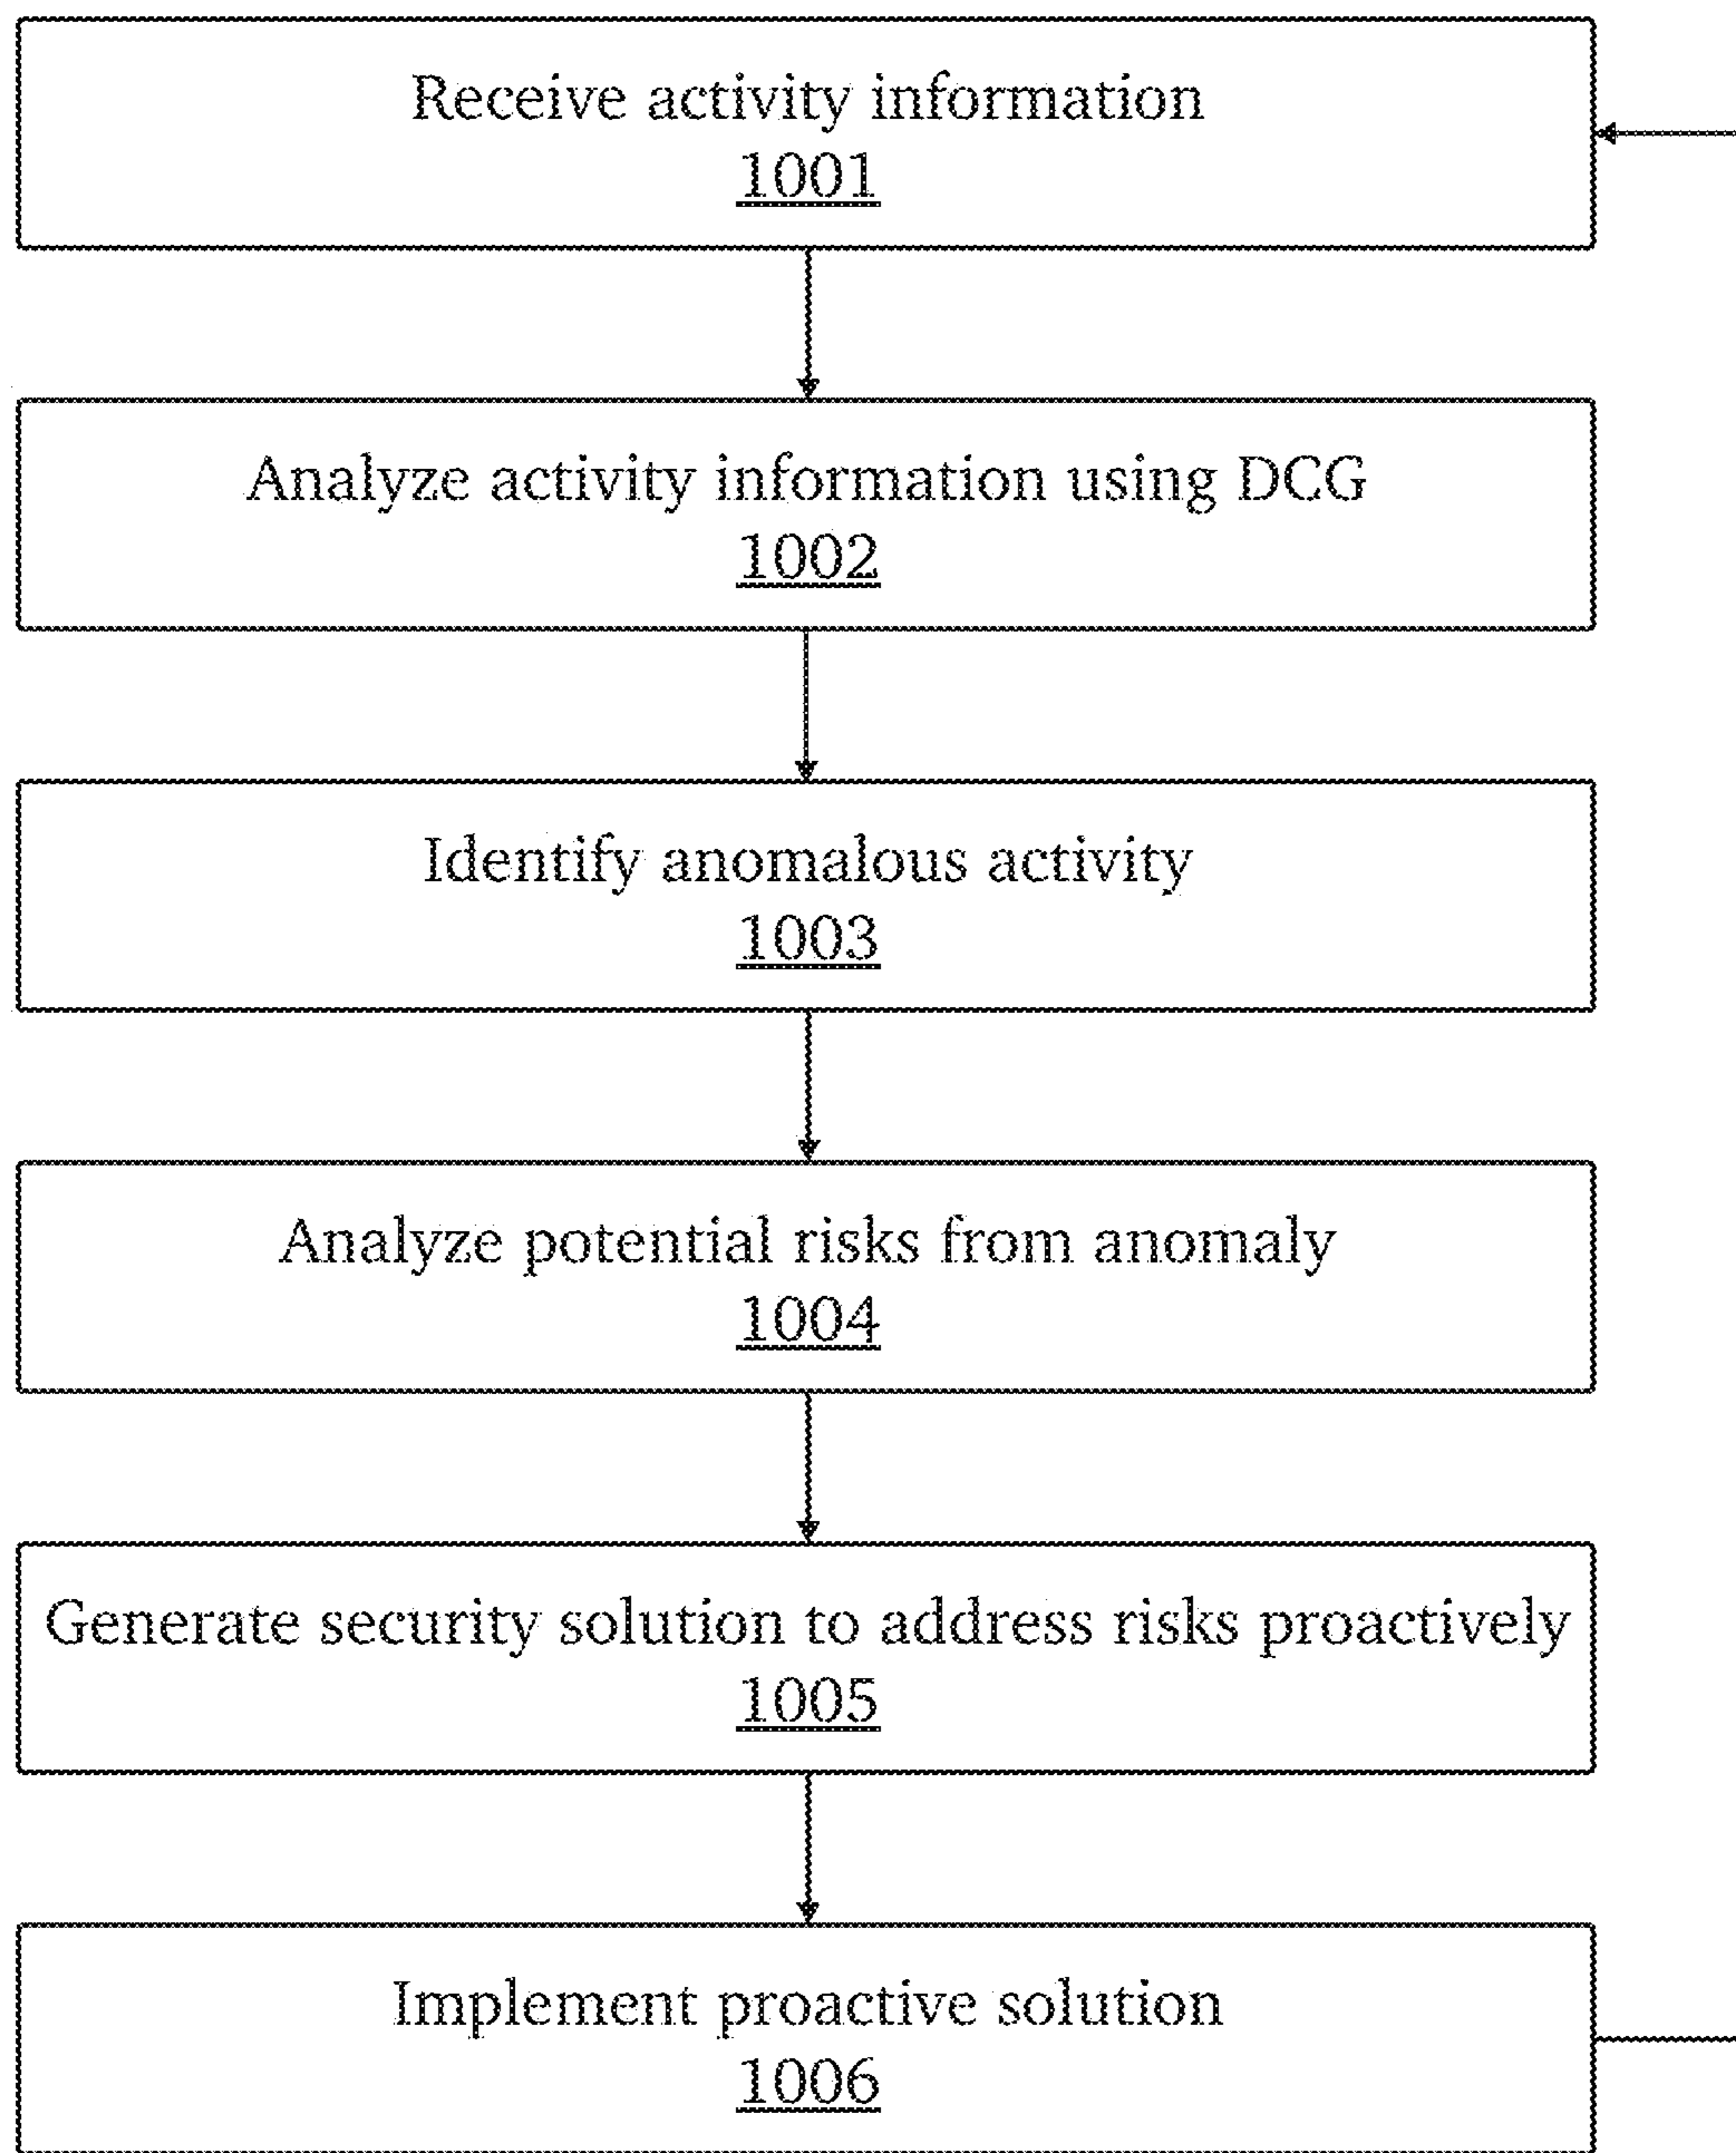 Receive activity information
1001
Analyze activity information using DCG
1002
Identify anomalous activity
1003
Analyze potential risks from anomaly
1004
Generate security solution to address risks proactively
1005
Implement proactive solution
1006